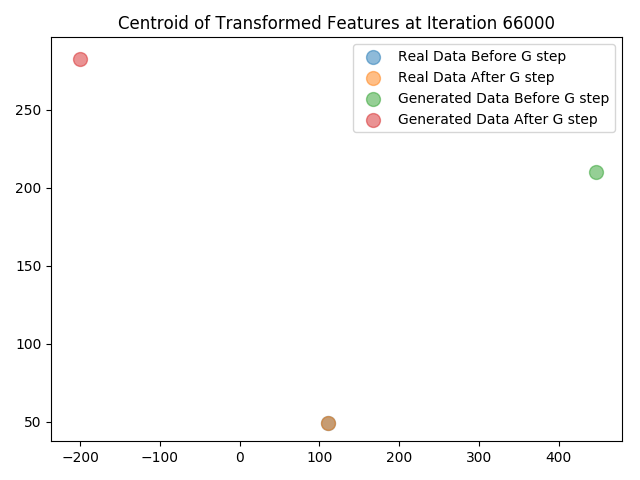 Centroid of Transformed Features at Iteration 66000
Real Data Before G step
Real Data After G step
Generated Data Before G step
Generated Data After G step
250
200
150
100
50
−200
−100
0
100
200
300
400